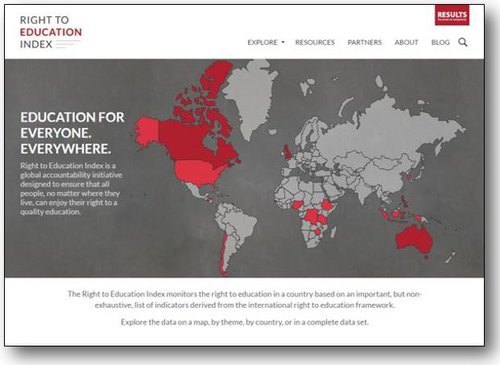 RIGHT TO
EDUCATION
INDEX
RESULTS
EXPLORE
RESOURCES
PARTNERS
ABOUT
BLOG
EDUCATION FOR
EVERYONE.
EVERYWHERE.
Right to Education Index is a
global accountability initiative
designed to ensure that all
people, no matter where they
live, can enjoy their right to a
quality education.
The Right to Education Index monitors the right to education in a country based on an important, but non-
exhaustive, list of indicators derived from the international right to education framework.
Explore the data on a map, by theme, by country, or in a complete data set.